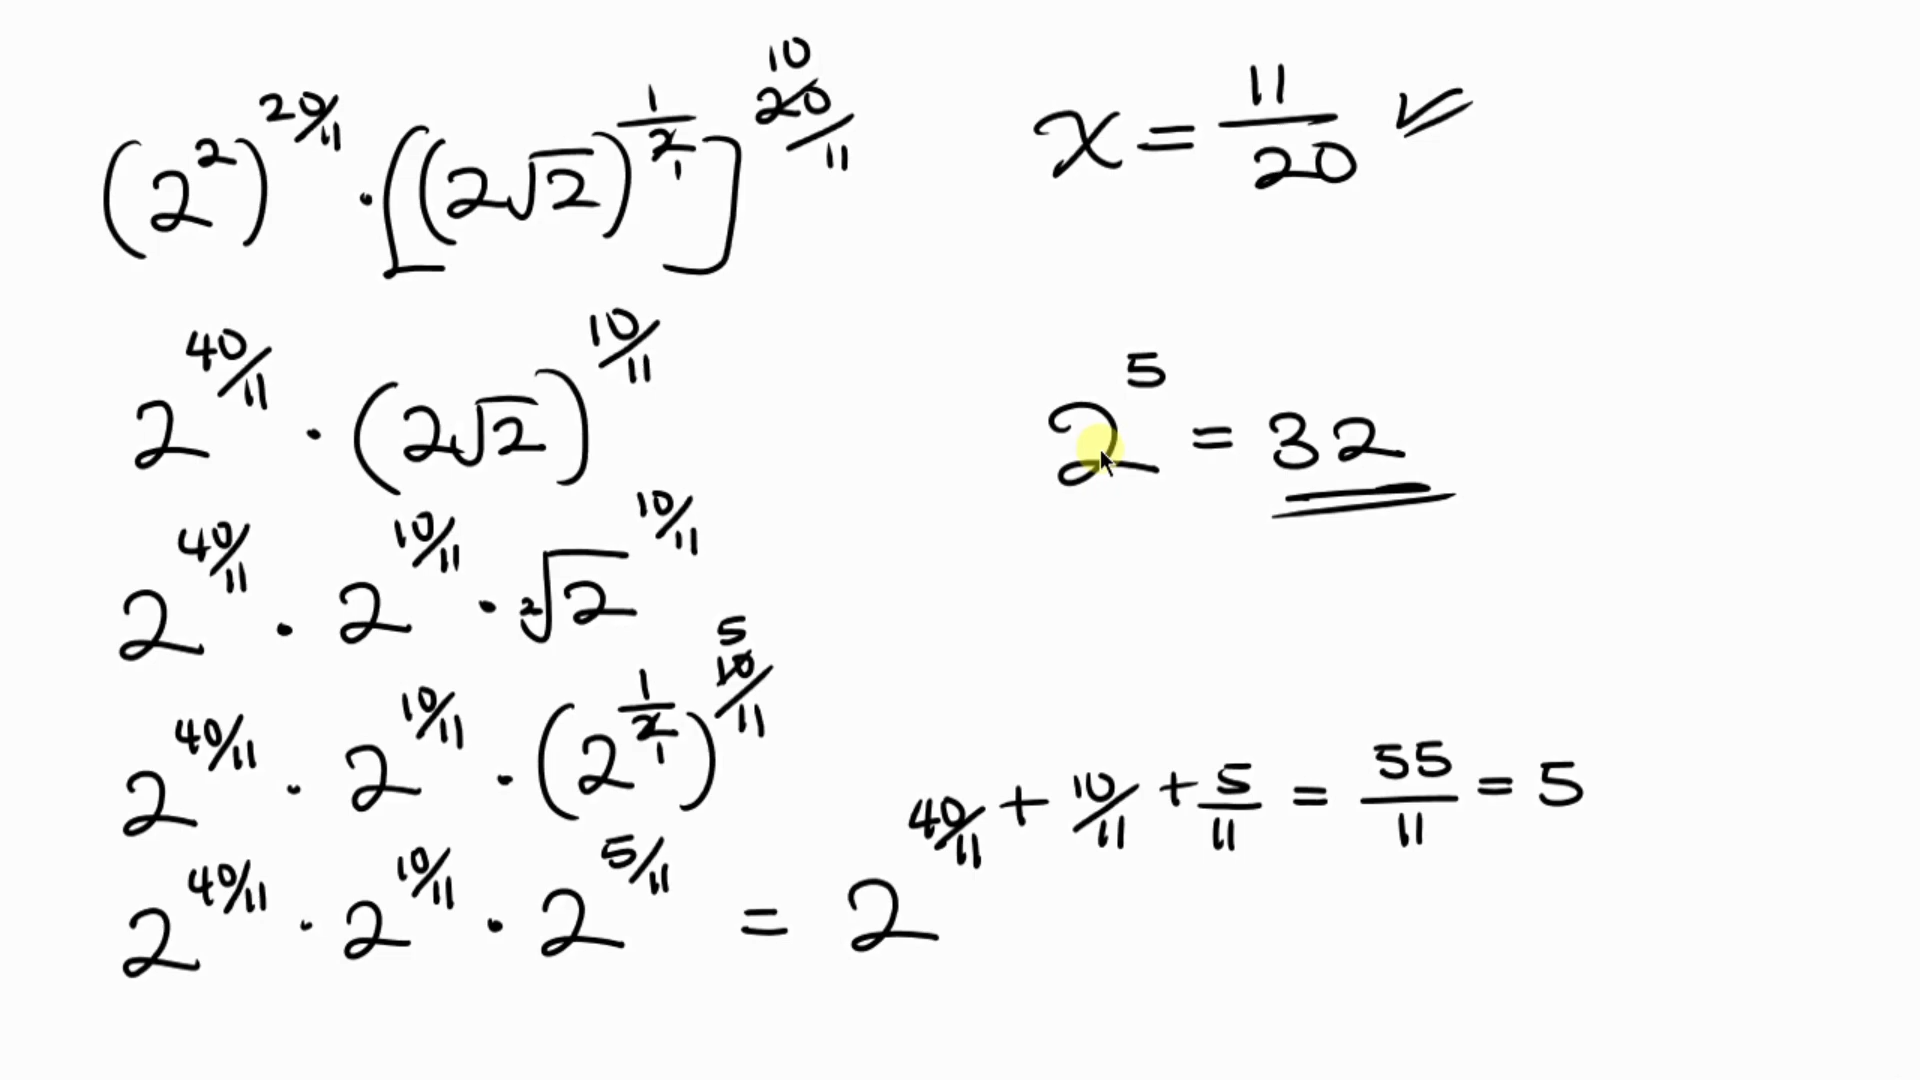 (2²)^20/11 · [((2√2)^1/2]^20/11 10
x = 11/20 ✓
2^40/11 · (2√2)^10/11
2^5 = 32
2^40/11 · 2^10/11 · ²√2^10/11
2^40/11 · 2^10/11 · (2^1/2)^10/11 5
2^40/11 · 2^10/11 · 2^5/11 = 2^40/11 + 10/11 + 5/11 = 55/11 = 5